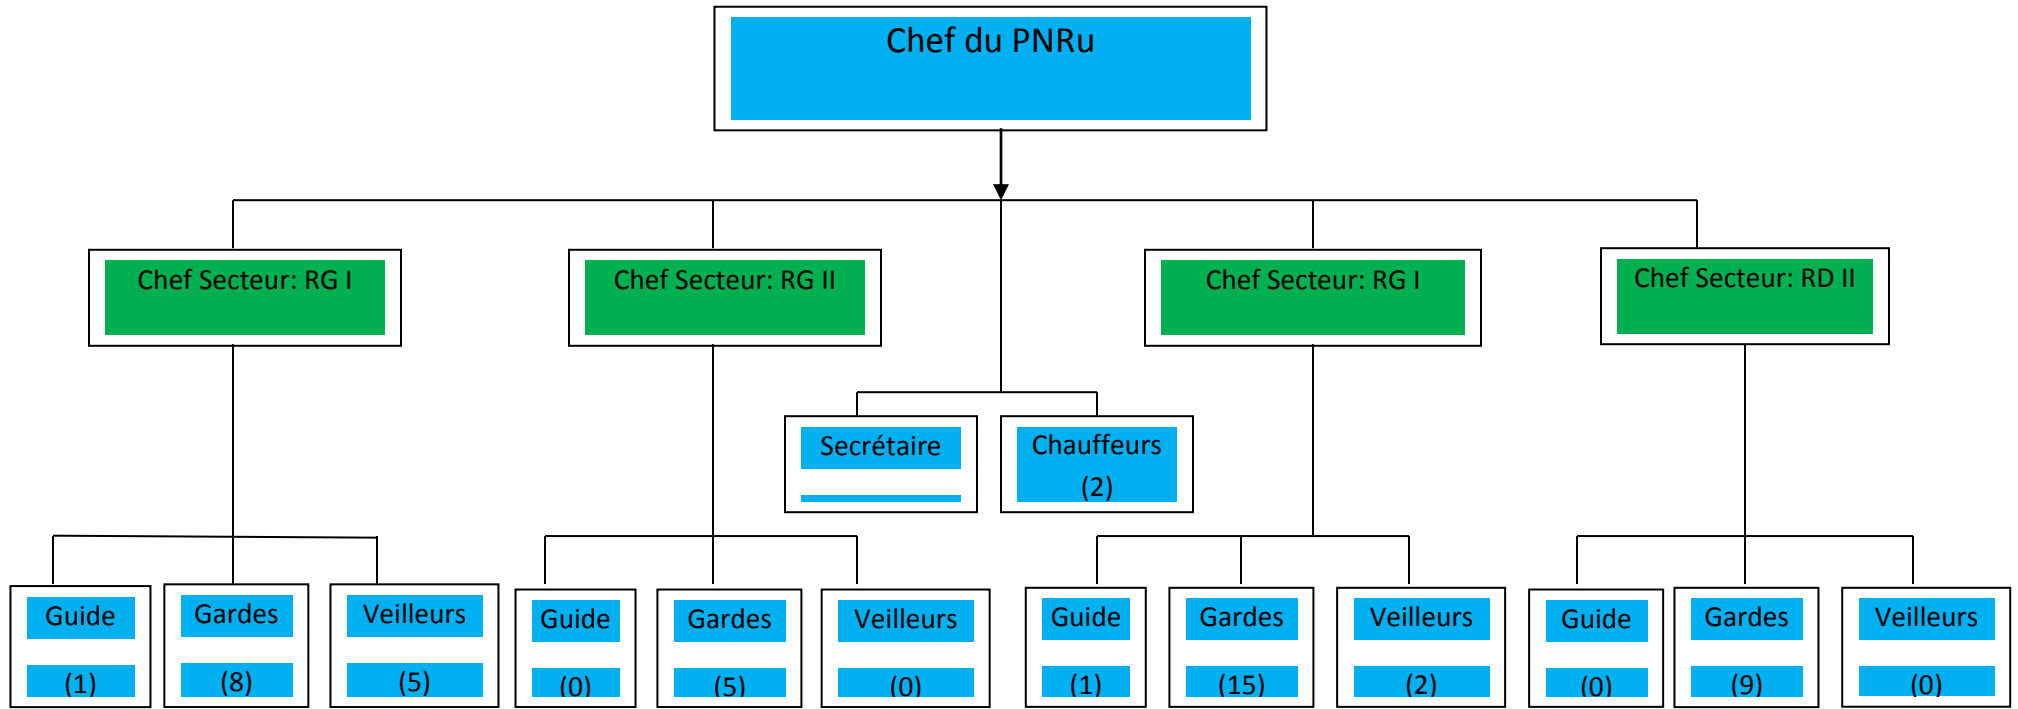 Chef du PNRu
Chef Secteur: RG I
Chef Secteur: RG II
Chef Secteur: RG I
Chef Secteur: RD II
Secrétaire
Chauffeurs
(2)
Guide
(1)
Gardes
(8)
Veilleurs
(5)
Guide
(0)
Gardes
(5)
Veilleurs
(0)
Guide
(1)
Gardes
(15)
Veilleurs
(2)
Guide
(0)
Gardes
(9)
Veilleurs
(0)